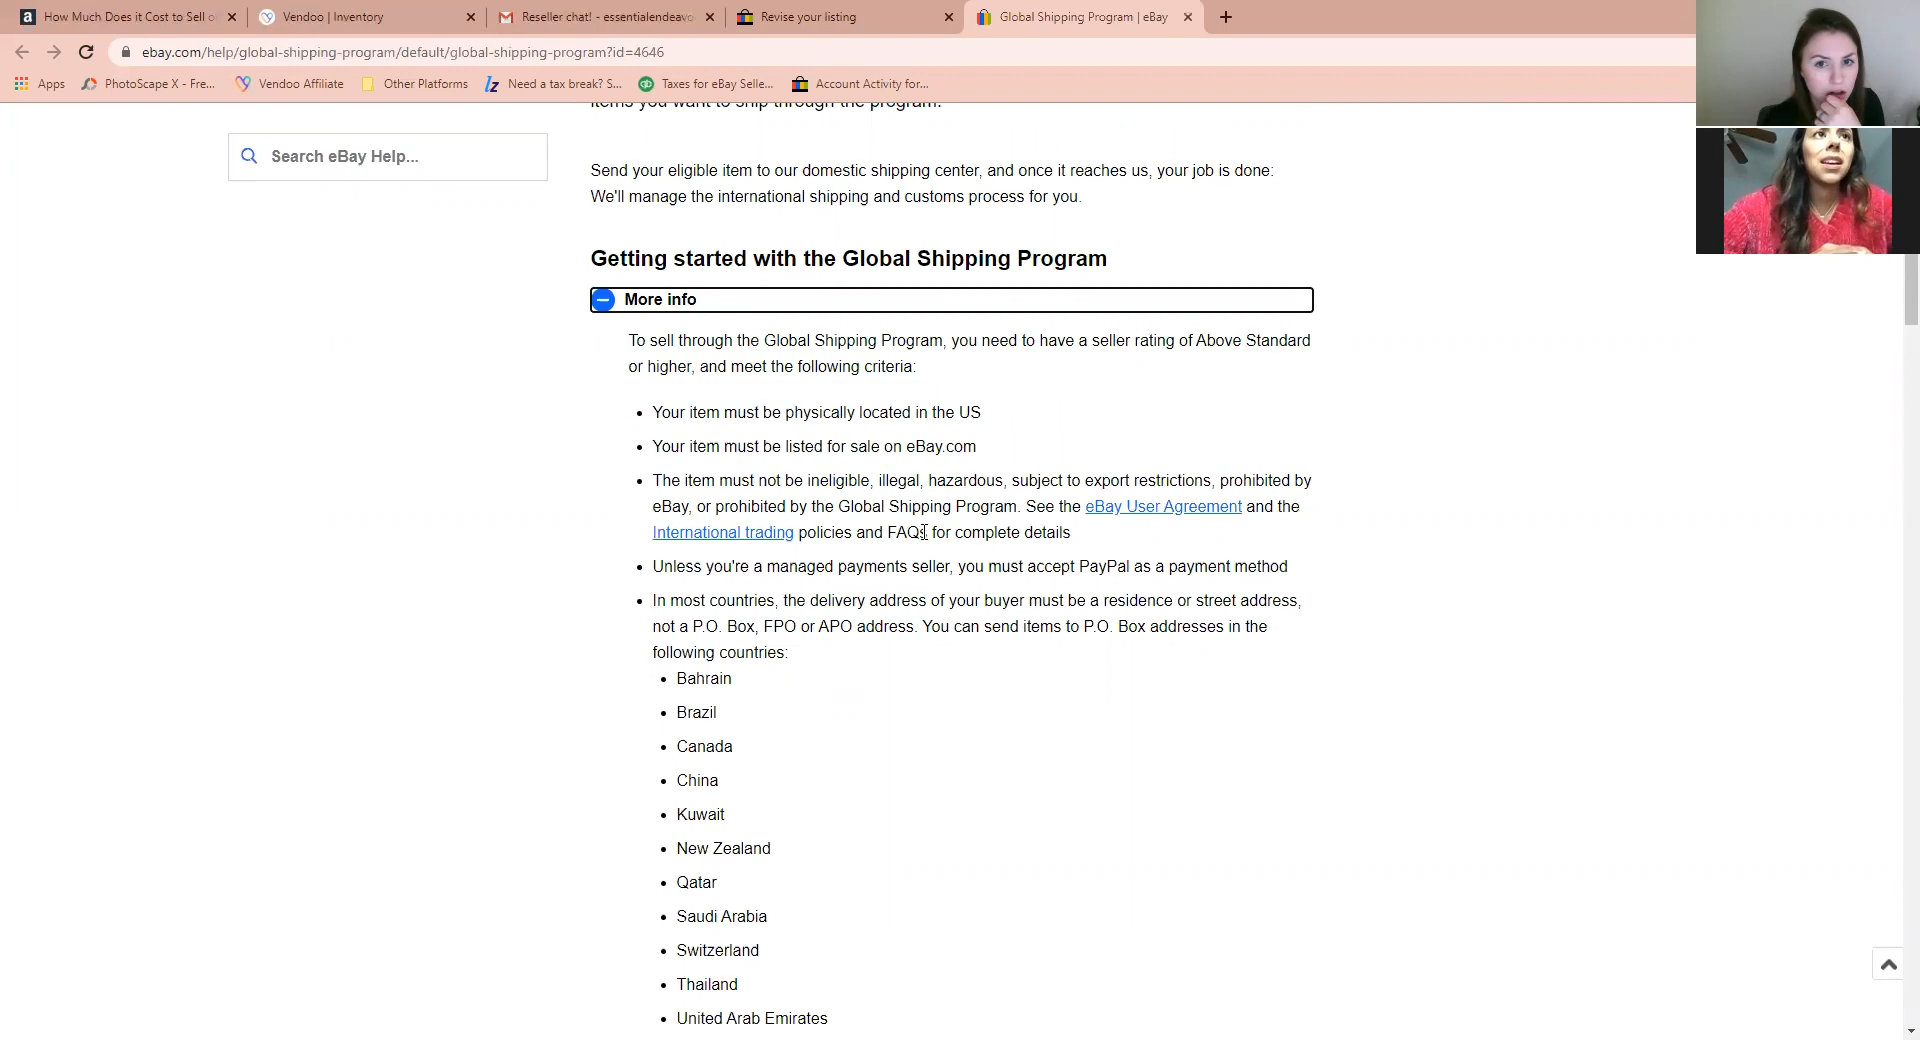 How Much Does it Cost to Sell o
Vendoo | Inventory
Reseller chat! - essentialendeavo
Revise your listing
Global Shipping Program | eBay
ebay.com/help/global-shipping-program/default/global-shipping-program?id=4646
Apps
PhotoScape X - Fre...
Vendoo Affiliate
Other Platforms
Need a tax break? S...
Taxes for eBay Selle...
Account Activity for...
items you want to ship through the program.
Search eBay Help...
Send your eligible item to our domestic shipping center, and once it reaches us, your job is done:
We'll manage the international shipping and customs process for you.
Getting started with the Global Shipping Program
More info
To sell through the Global Shipping Program, you need to have a seller rating of Above Standard
or higher, and meet the following criteria:
• Your item must be physically located in the US
• Your item must be listed for sale on eBay.com
• The item must not be ineligible, illegal, hazardous, subject to export restrictions, prohibited by
eBay, or prohibited by the Global Shipping Program. See the eBay User Agreement and the
International trading policies and FAQs for complete details
• Unless you're a managed payments seller, you must accept PayPal as a payment method
• In most countries, the delivery address of your buyer must be a residence or street address,
not a P.O. Box, FPO or APO address. You can send items to P.O. Box addresses in the
following countries:
• Bahrain
• Brazil
• Canada
• China
• Kuwait
• New Zealand
• Qatar
• Saudi Arabia
• Switzerland
• Thailand
• United Arab Emirates